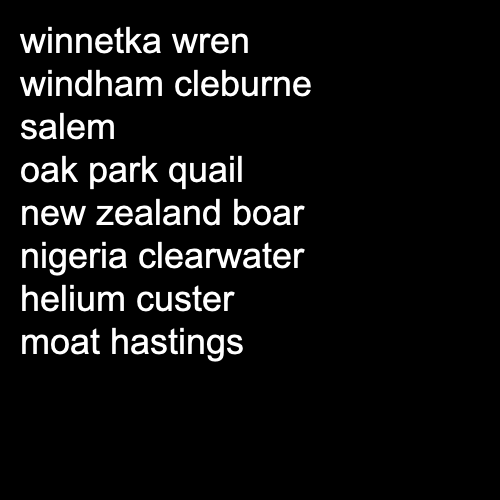 winnetka wren
windham cleburne
salem
oak park quail
new zealand boar
nigeria clearwater
helium custer
moat hastings